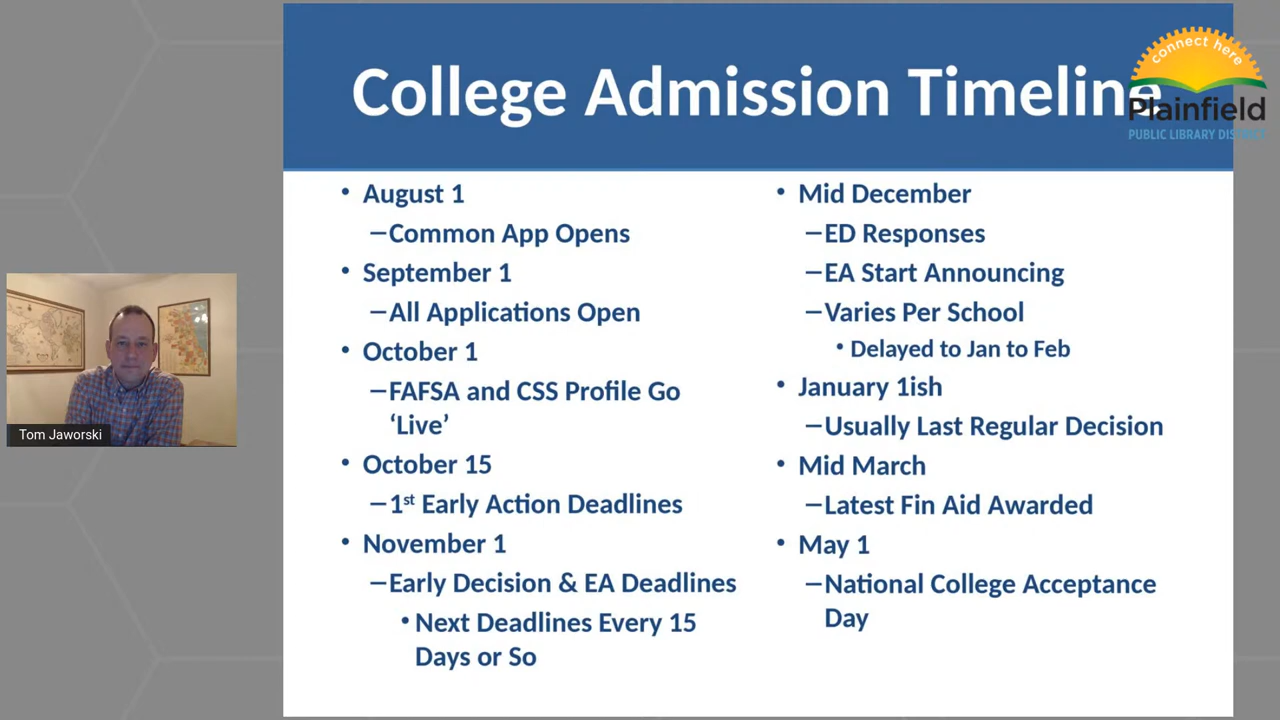 College Admission Timeline
connect here
Plainfield
PUBLIC LIBRARY DISTRICT
• August 1
–Common App Opens
• September 1
–All Applications Open
• October 1
–FAFSA and CSS Profile Go
‘Live’
• October 15
–1st Early Action Deadlines
• November 1
–Early Decision & EA Deadlines
• Next Deadlines Every 15
Days or So
• Mid December
–ED Responses
–EA Start Announcing
–Varies Per School
• Delayed to Jan to Feb
• January 1ish
–Usually Last Regular Decision
• Mid March
–Latest Fin Aid Awarded
• May 1
–National College Acceptance
Day
Tom Jaworski